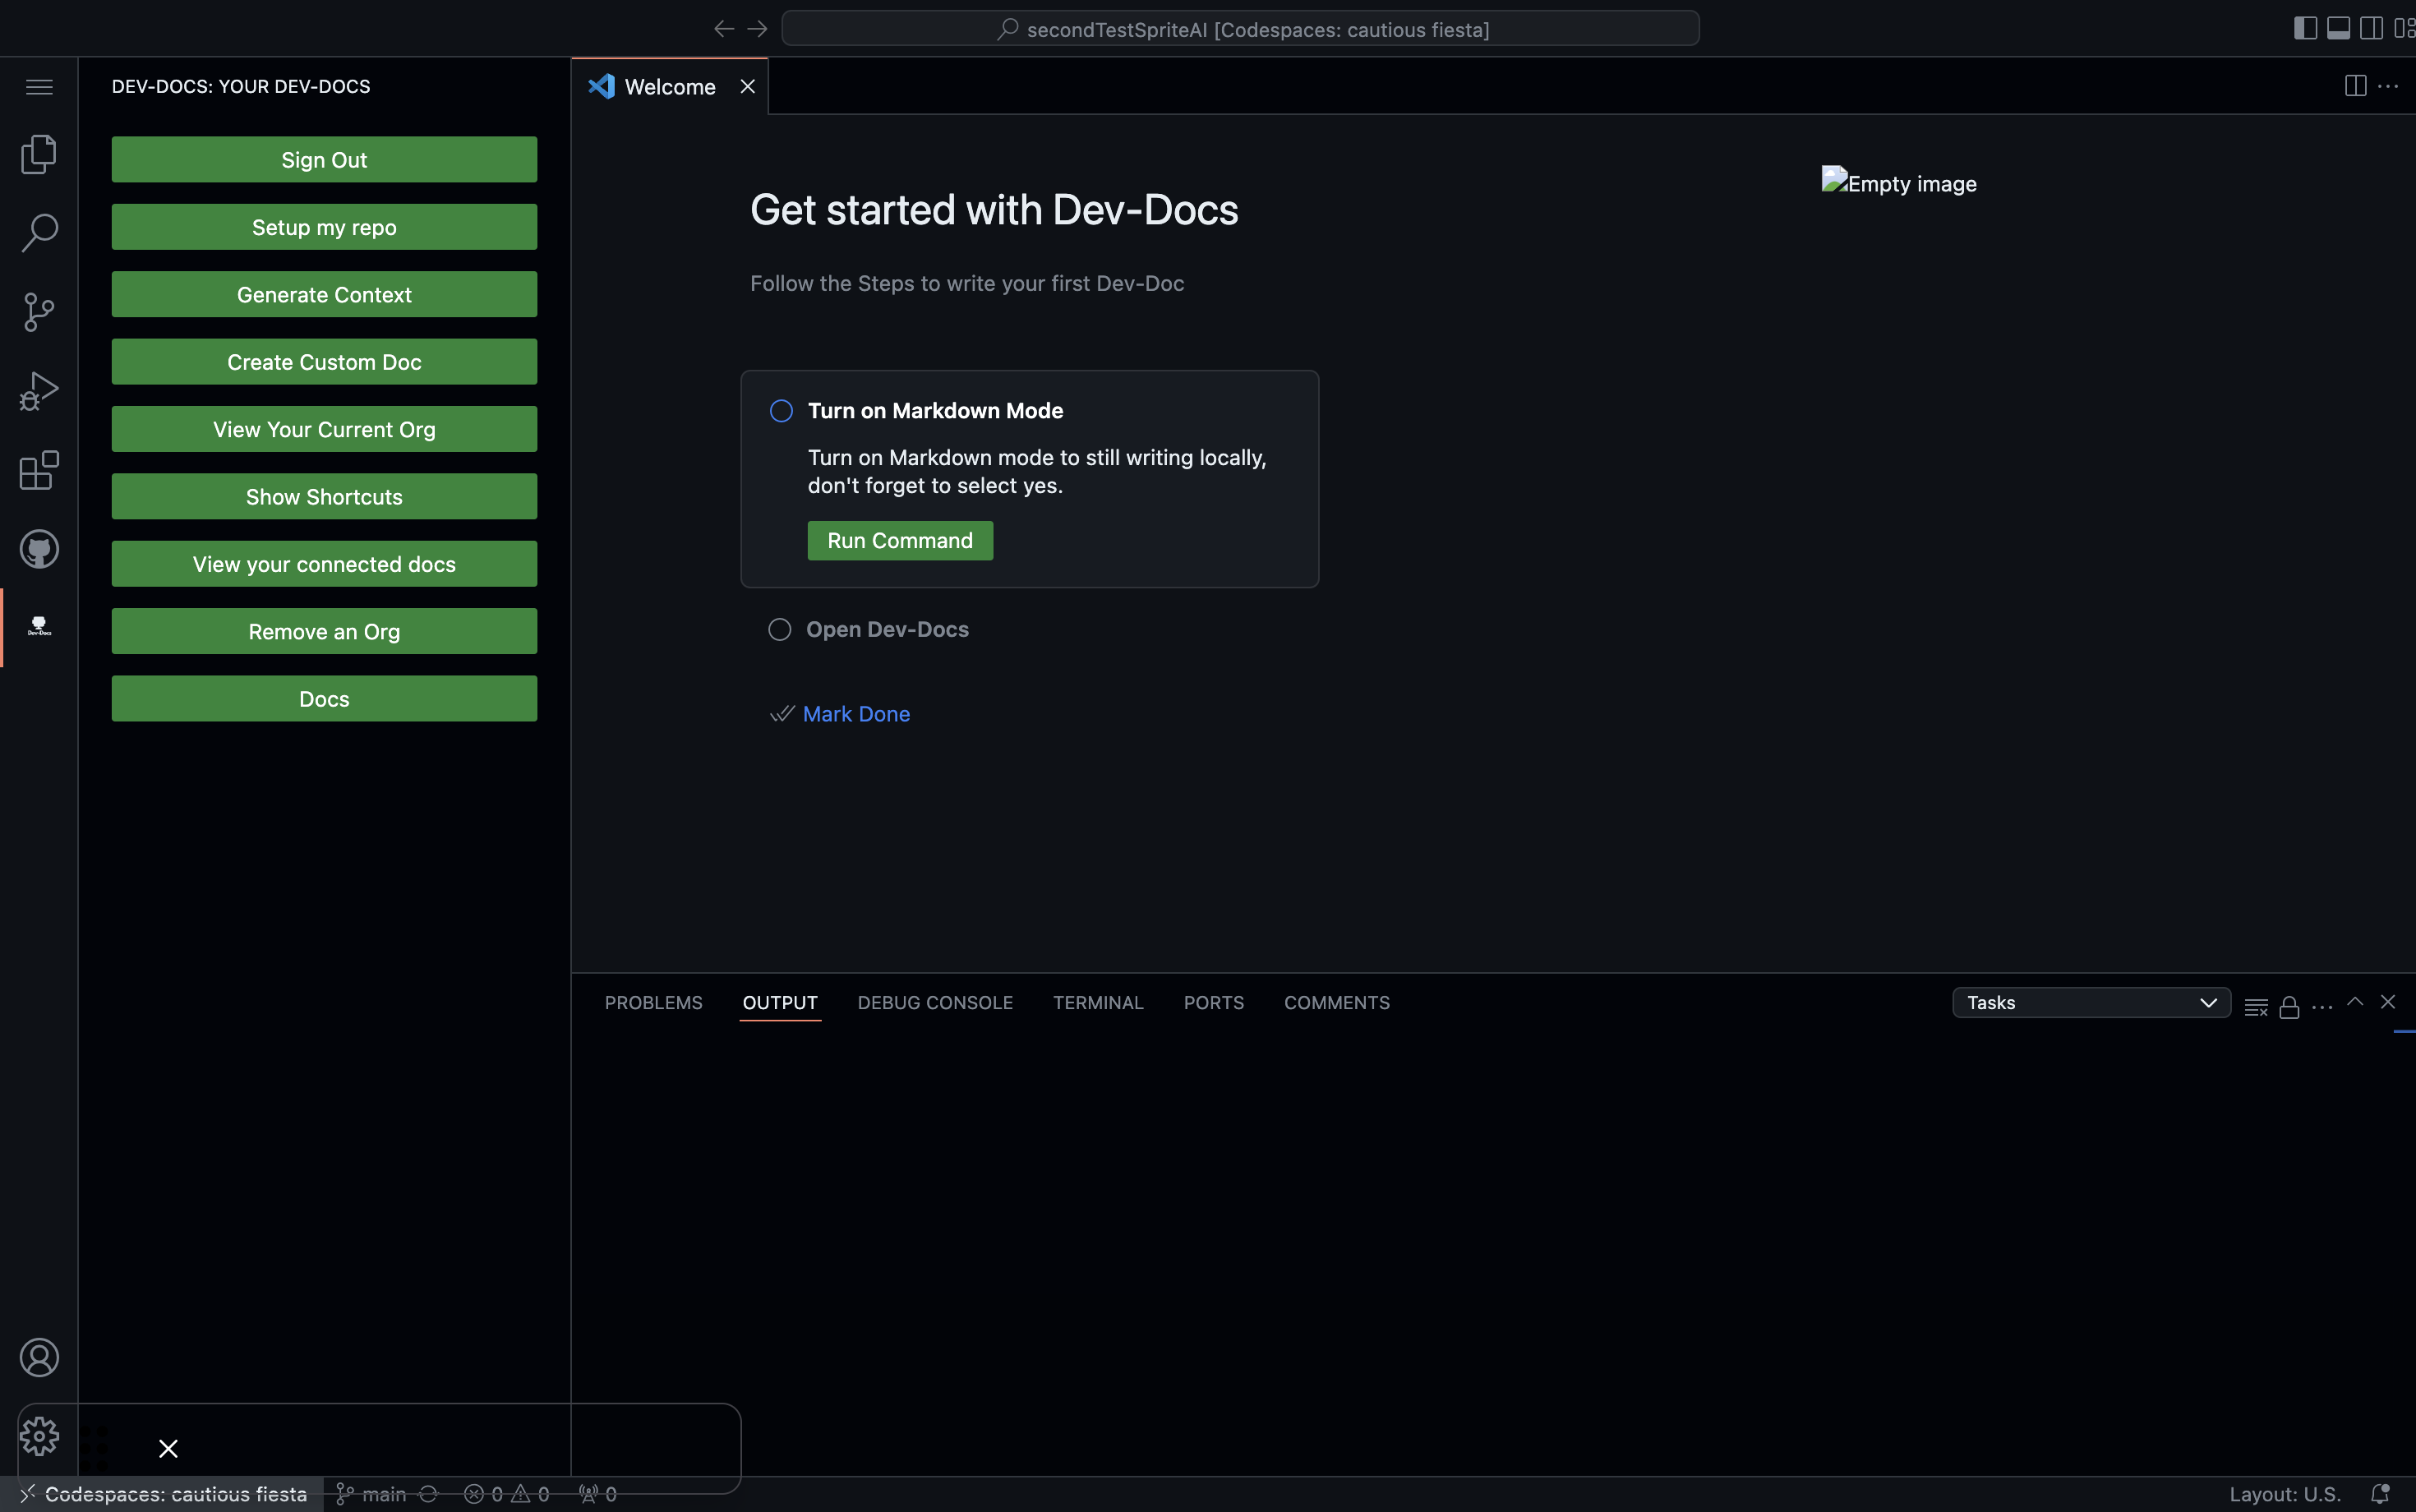 secondTestSpriteAI [Codespaces: cautious fiesta]
DEV-DOCS: YOUR DEV-DOCS
Sign Out
Setup my repo
Generate Context
Create Custom Doc
View Your Current Org
Show Shortcuts
View your connected docs
Remove an Org
Docs
Dev-Docs
Welcome
Get started with Dev-Docs
Follow the Steps to write your first Dev-Doc
Empty image
Turn on Markdown Mode
Turn on Markdown mode to still writing locally,
don't forget to select yes.
Run Command
Open Dev-Docs
Mark Done
PROBLEMS OUTPUT DEBUG CONSOLE TERMINAL PORTS COMMENTS Tasks
Codespaces: cautious fiesta main 0 0 0 Layout: U.S.